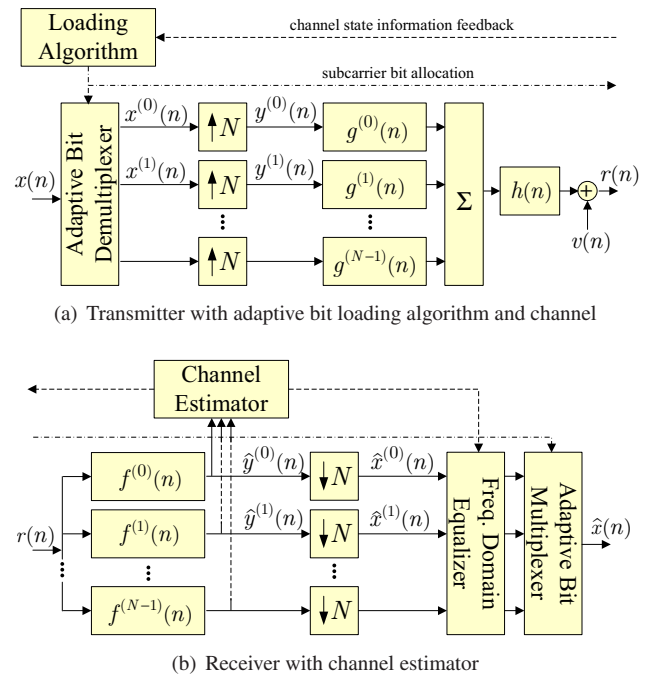 Loading
Algorithm
channel state information feedback
subcarrier bit allocation
x(n)
Adaptive Bit
Demultiplexer
x^{(0)}(n)
↑N
y^{(0)}(n)
g^{(0)}(n)
x^{(1)}(n)
↑N
y^{(1)}(n)
g^{(1)}(n)
↑N
g^{(N−1)}(n)
Σ
h(n)
+
r(n)
v(n)
(a) Transmitter with adaptive bit loading algorithm and channel
Channel
Estimator
r(n)
f^{(0)}(n)
ŷ^{(0)}(n)
↓N
x̂^{(0)}(n)
f^{(1)}(n)
ŷ^{(1)}(n)
↓N
x̂^{(1)}(n)
f^{(N−1)}(n)
↓N
Freq. Domain
Equalizer
Adaptive Bit
Multiplexer
x̂(n)
(b) Receiver with channel estimator